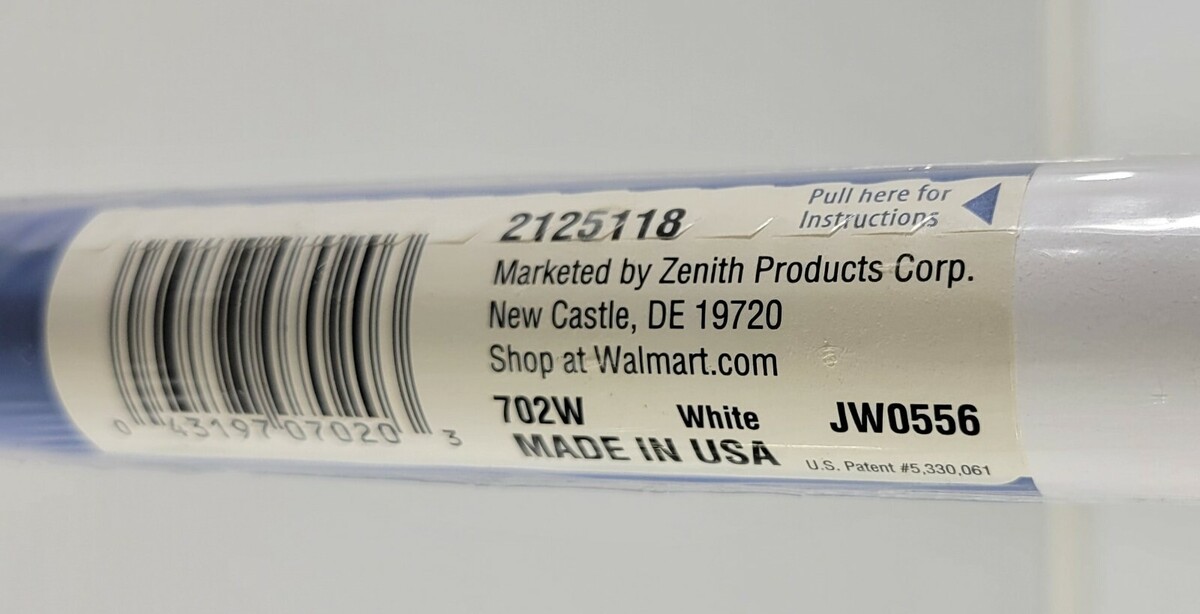 2125118
Pull here for
Instructions
Marketed by Zenith Products Corp.
New Castle, DE 19720
Shop at Walmart.com
702W White JW0556
MADE IN USA
U.S. Patent #5,330,061
0 43197 07020 3